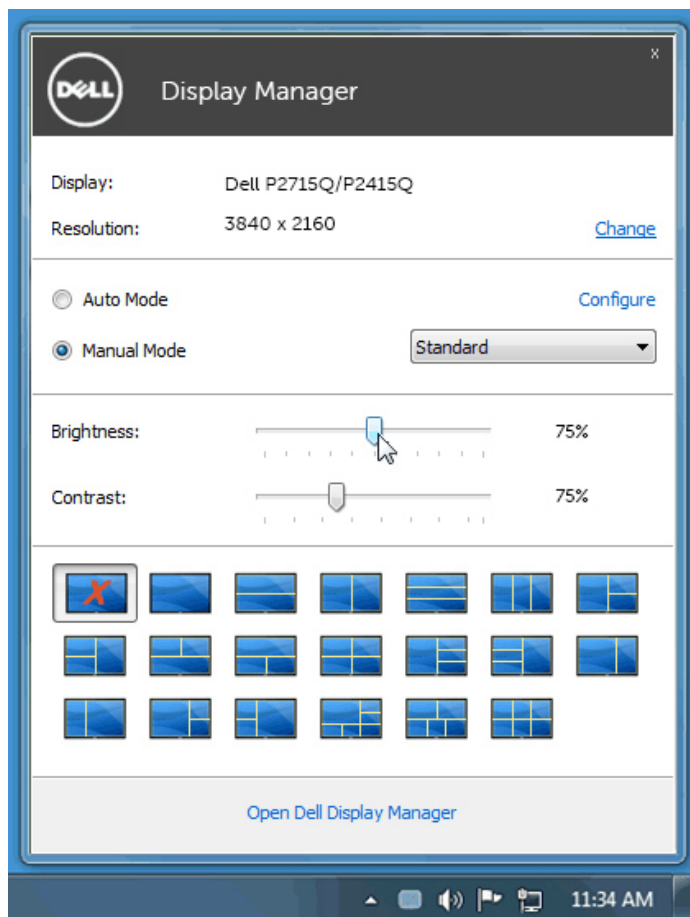 x
DELL Display Manager
Display: Dell P2715Q/P2415Q
Resolution: 3840 x 2160 Change
Auto Mode Configure
Manual Mode Standard
Brightness: 75%
Contrast: 75%
Open Dell Display Manager
11:34 AM